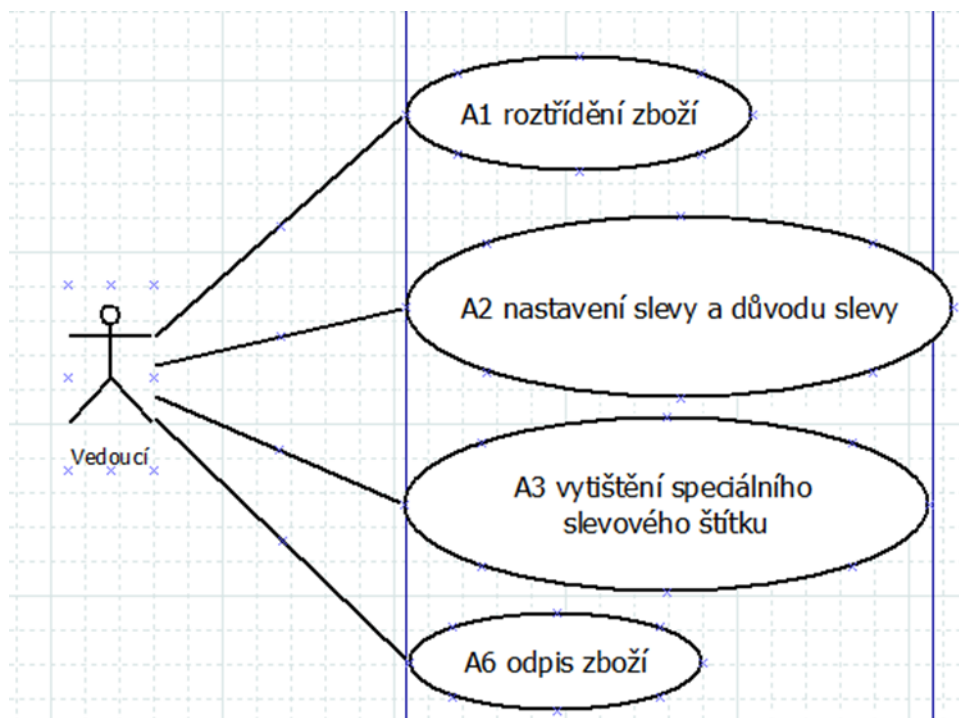 A1 roztřídění zboží
A2 nastavení slevy a důvodu slevy
Vedoucí
A3 vytištění speciálního
slevového štítku
A6 odpis zboží